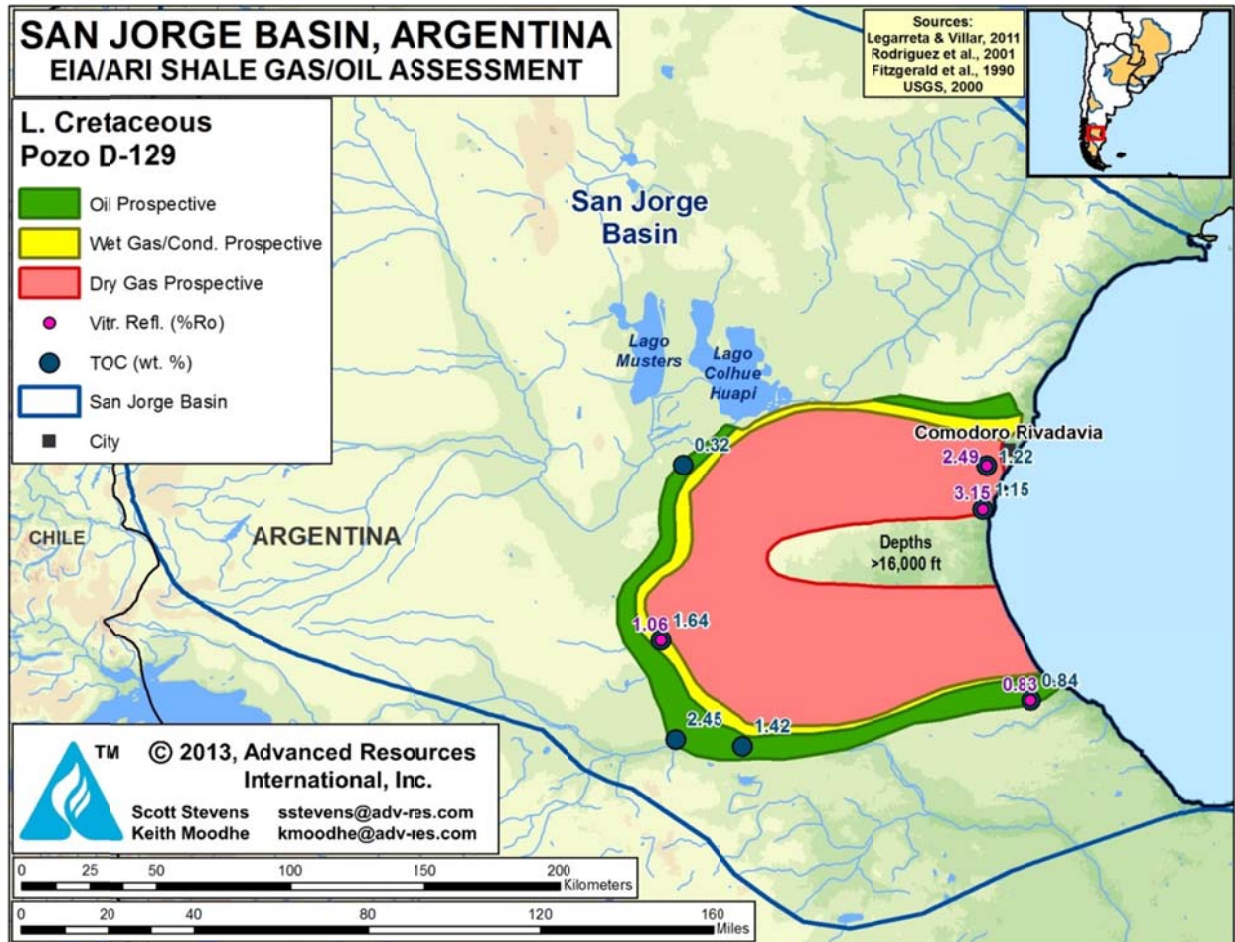 SAN JORGE BASIN, ARGENTINA
EIA/ARI SHALE GAS/OIL ASSESSMENT
Sources:
Legarreta & Villar, 2011
Rodriguez et al., 2001
Fitzgerald et al., 1990
USGS, 2000
L. Cretaceous
Pozo D-129
Oil Prospective
Wet Gas/Cond. Prospective
Dry Gas Prospective
Vitr. Refl. (%Ro)
TOC (wt. %)
San Jorge Basin
City
San Jorge
Basin
Lago
Musters
Lago
Colhue
Huapi
Comodoro Rivadavia
0.32
2.49 1.22
3.15 1.15
CHILE
ARGENTINA
Depths
>16,000 ft
1.06 1.64
0.83 0.84
2.45
1.42
TM
© 2013, Advanced Resources
International, Inc.
Scott Stevens sstevens@adv-res.com
Keith Moodhe kmoodhe@adv-res.com
0 25 50 100 150 200
Kilometers
0 20 40 80 120 160
Miles